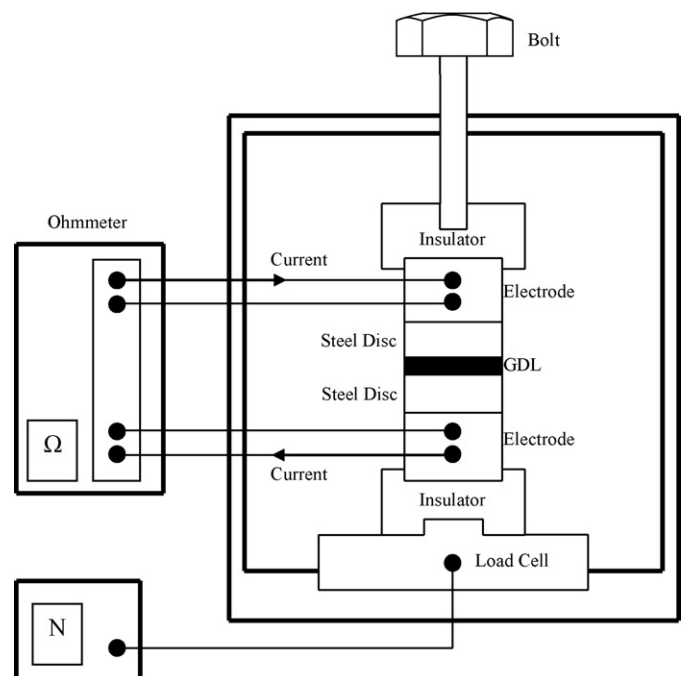 Bolt
Ohmmeter
Insulator
Current
Electrode
Steel Disc
GDL
Steel Disc
Ω
Electrode
Current
Insulator
Load Cell
N